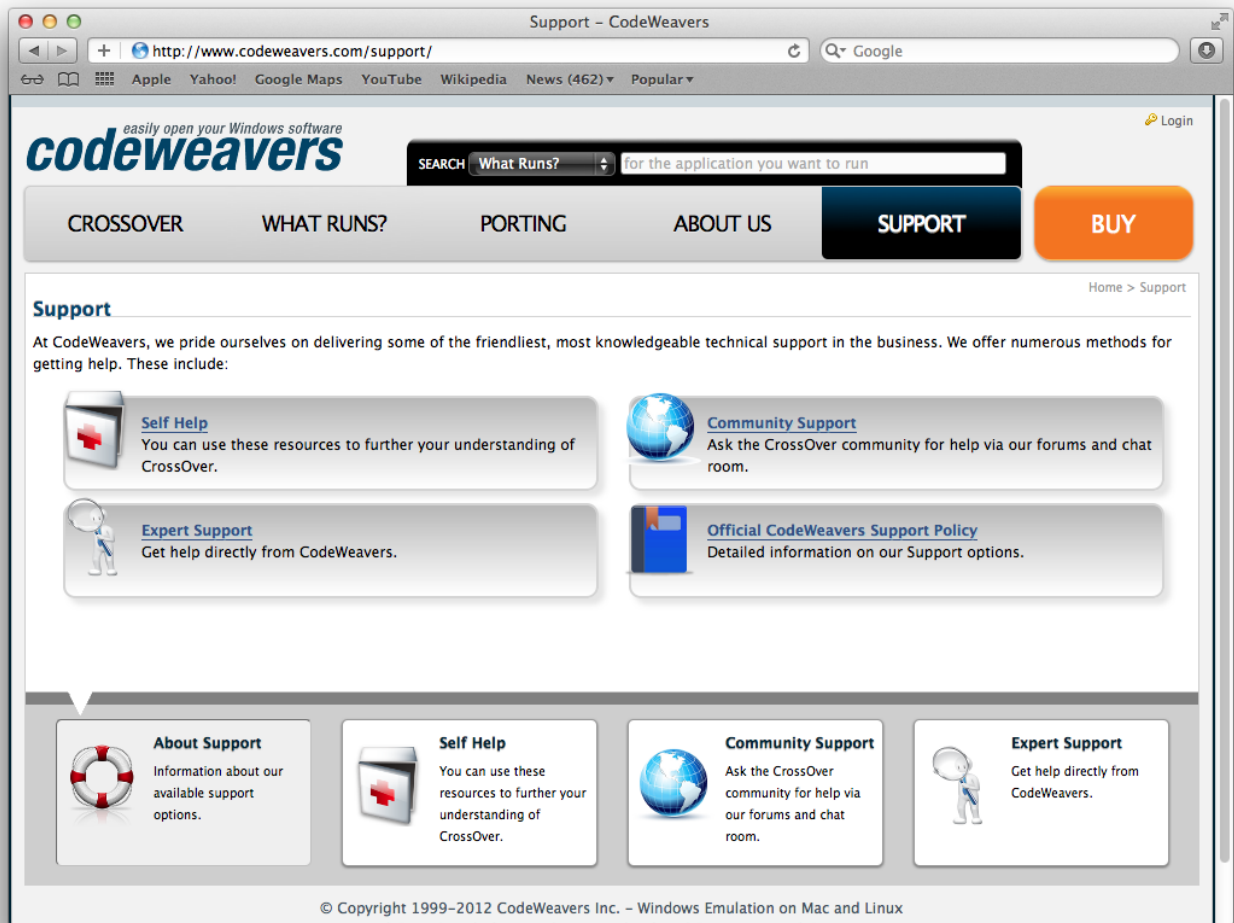 Support – CodeWeavers
http://www.codeweavers.com/support/
Google
Apple Yahoo! Google Maps YouTube Wikipedia News (462) Popular
Login
easily open your Windows software
codeweavers
SEARCH What Runs? for the application you want to run
CROSSOVER WHAT RUNS? PORTING ABOUT US SUPPORT BUY
Home > Support
Support
At CodeWeavers, we pride ourselves on delivering some of the friendliest, most knowledgeable technical support in the business. We offer numerous methods for
getting help. These include:
Self Help
You can use these resources to further your understanding of
CrossOver.
Community Support
Ask the CrossOver community for help via our forums and chat
room.
Expert Support
Get help directly from CodeWeavers.
Official CodeWeavers Support Policy
Detailed information on our Support options.
About Support
Information about our
available support
options.
Self Help
You can use these
resources to further your
understanding of
CrossOver.
Community Support
Ask the CrossOver
community for help via
our forums and chat
room.
Expert Support
Get help directly from
CodeWeavers.
© Copyright 1999–2012 CodeWeavers Inc. – Windows Emulation on Mac and Linux